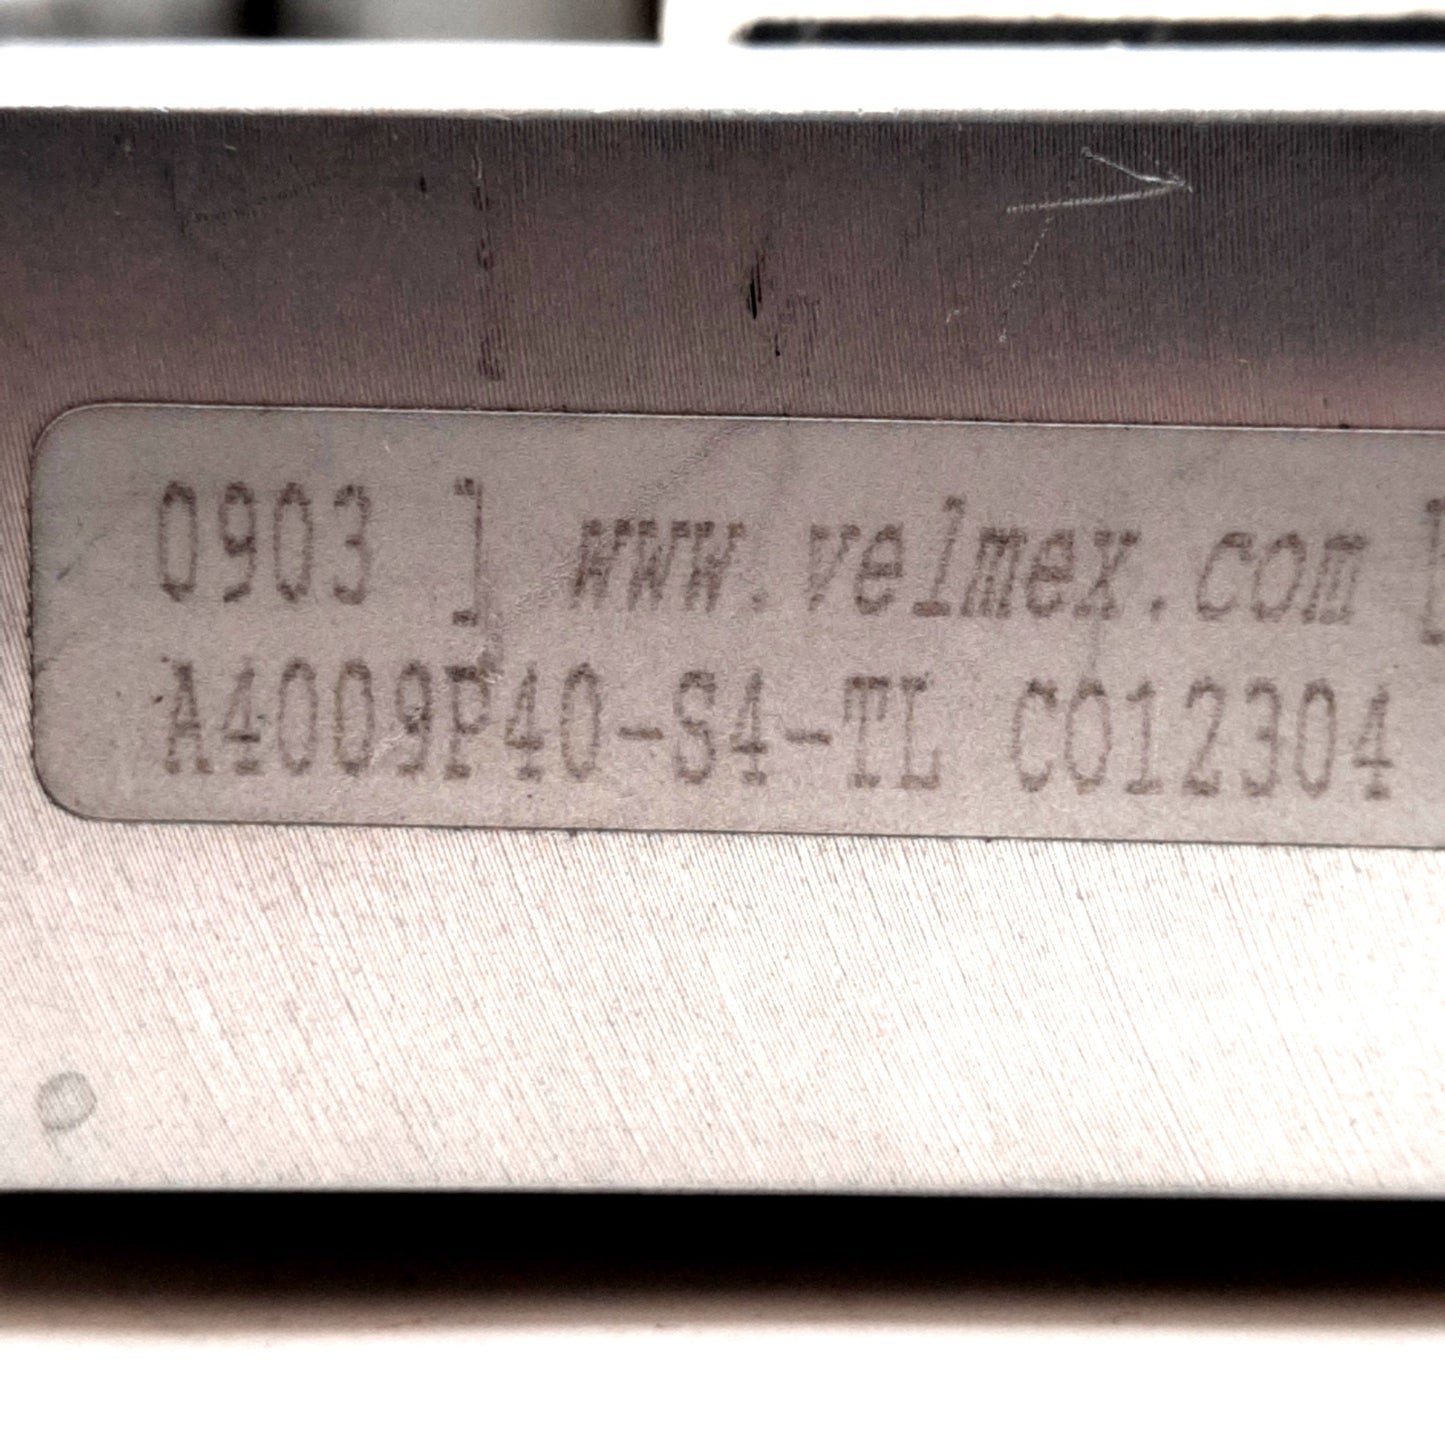 0903 ] www.velmex.com [
A4009P40-S4-TL C012304